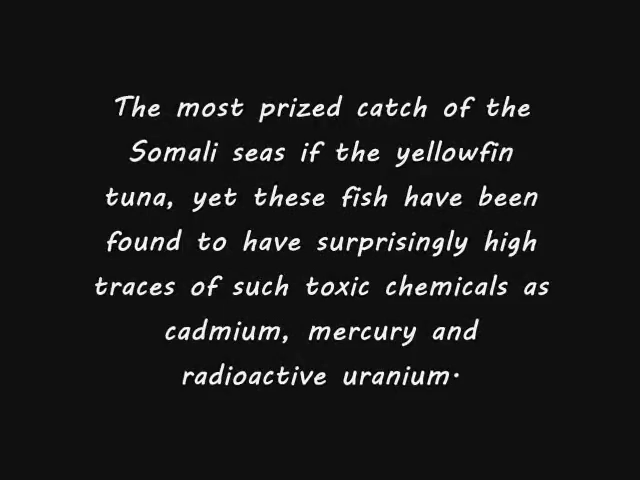 The most prized catch of the
Somali seas if the yellowfin
tuna, yet these fish have been
found to have surprisingly high
traces of such toxic chemicals as
cadmium, mercury and
radioactive uranium.